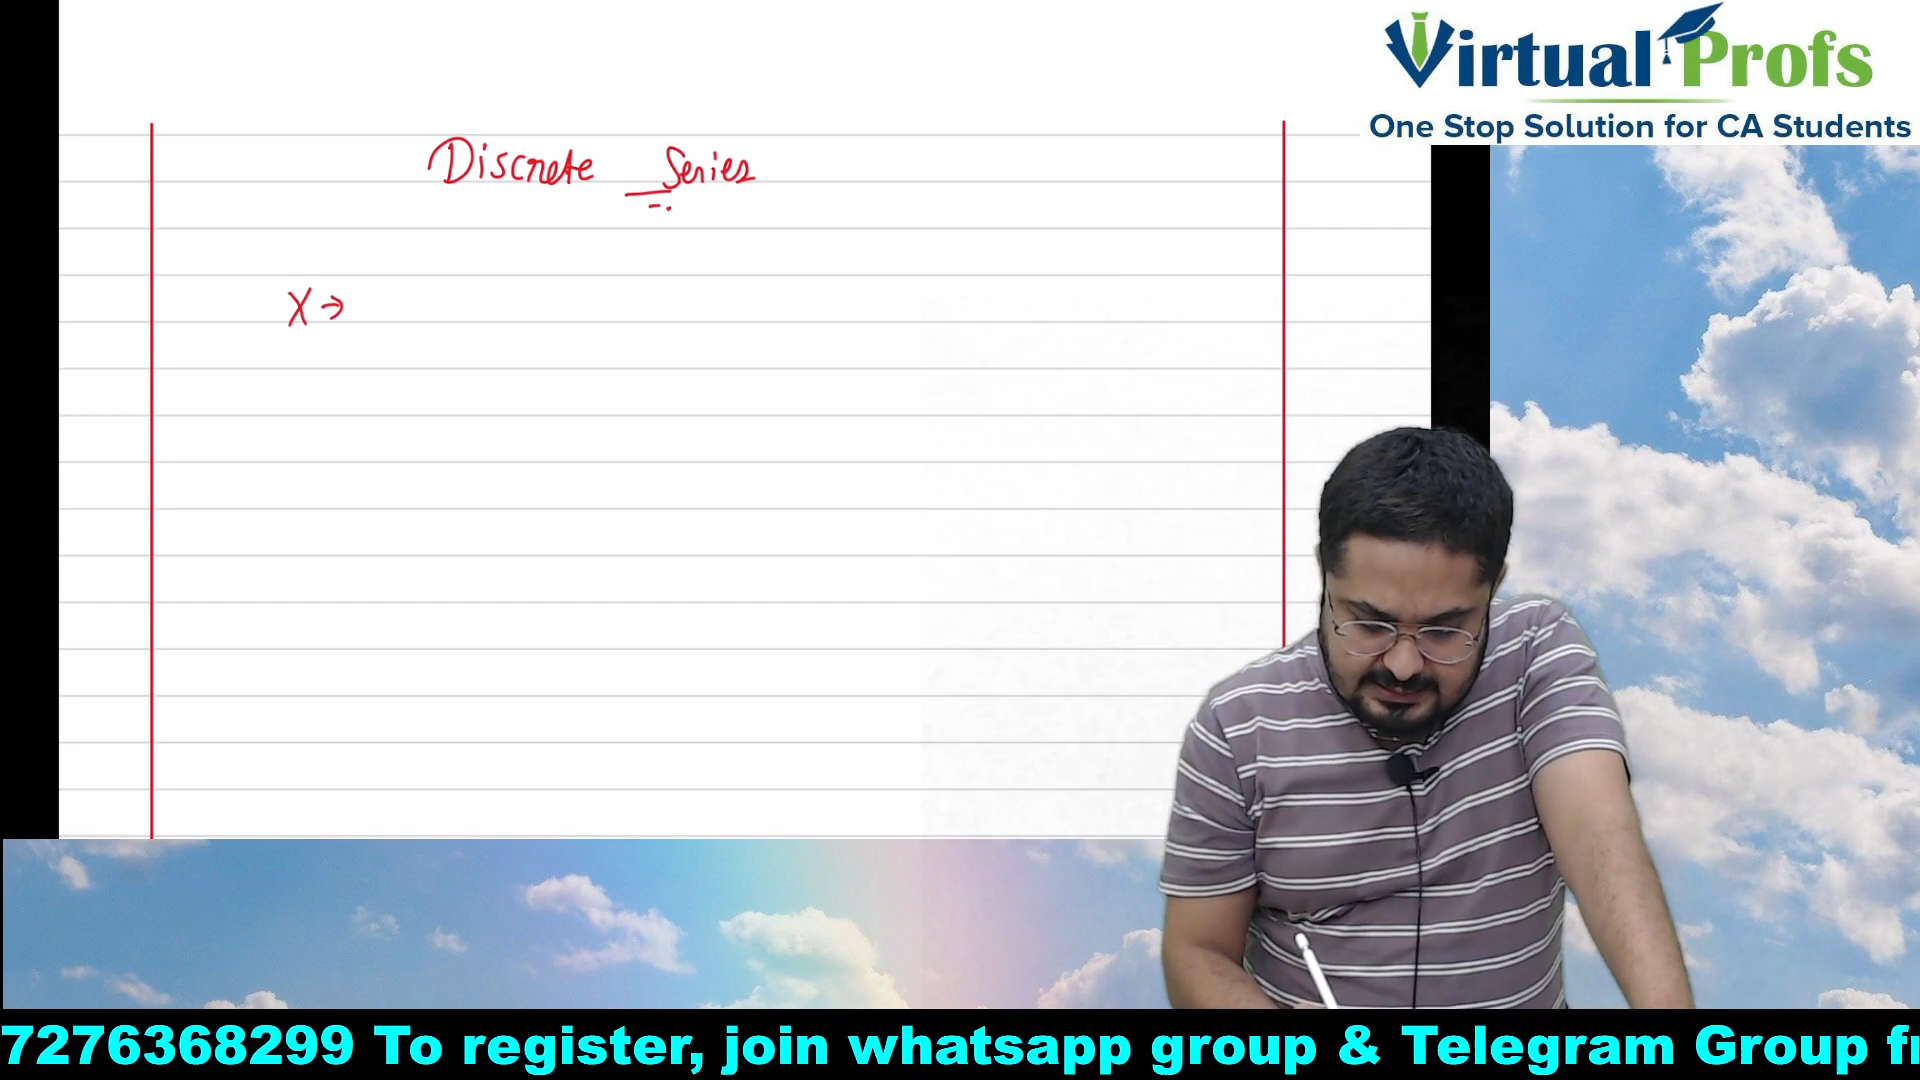 Virtual Profs
One Stop Solution for CA Students
Discrete Series
X →
7276368299 To register, join whatsapp group & Telegram Group